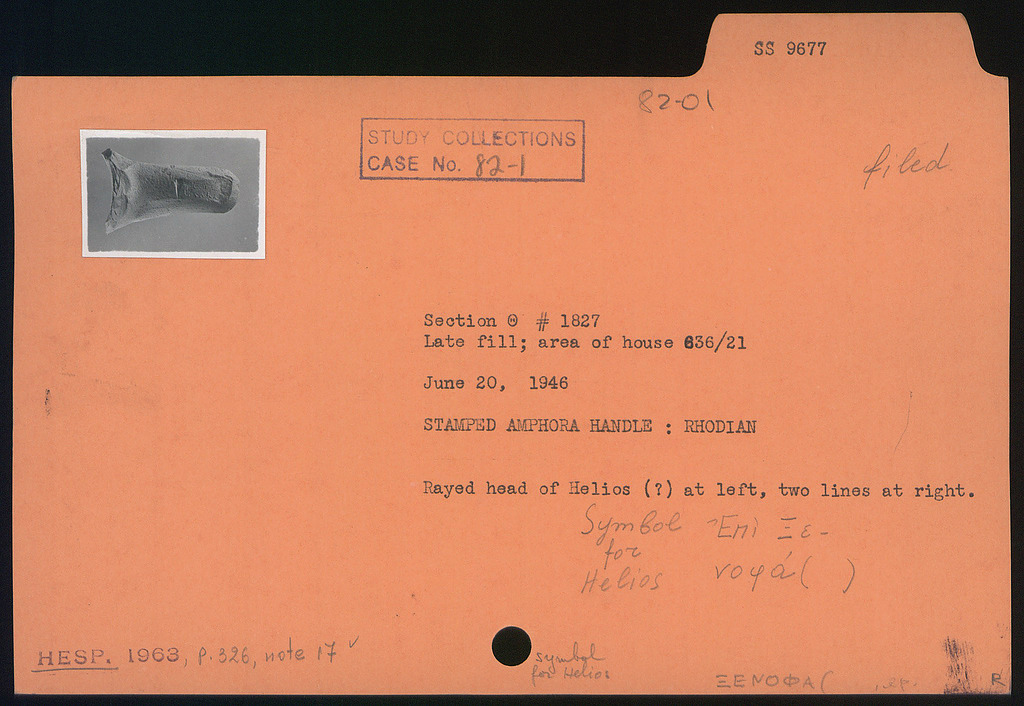 SS 9677
82-01
STUDY COLLECTIONS
CASE No. 82-1
filed
Section Θ # 1827
Late fill; area of house 636/21
June 20, 1946
STAMPED AMPHORA HANDLE : RHODIAN
Rayed head of Helios (?) at left, two lines at right.
Symbol Ἐπὶ Ξε-
for
Helios νοφά( )
HESP. 1963, p. 326, note 17 ✓
symbol
for Helios
ΞΕΝΟΦΑ( , ep. R